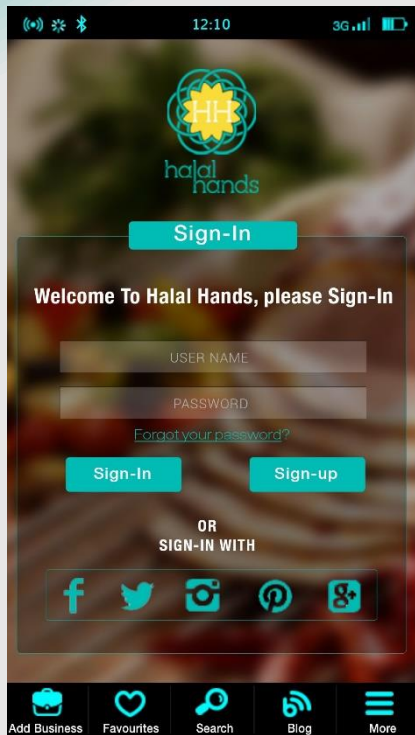 12:10
3G
HH
halal
hands
Sign-In
Welcome To Halal Hands, please Sign-In
USER NAME
PASSWORD
Forgot your password?
Sign-In Sign-up
OR
SIGN-IN WITH
Add Business Favourites Search Blog More